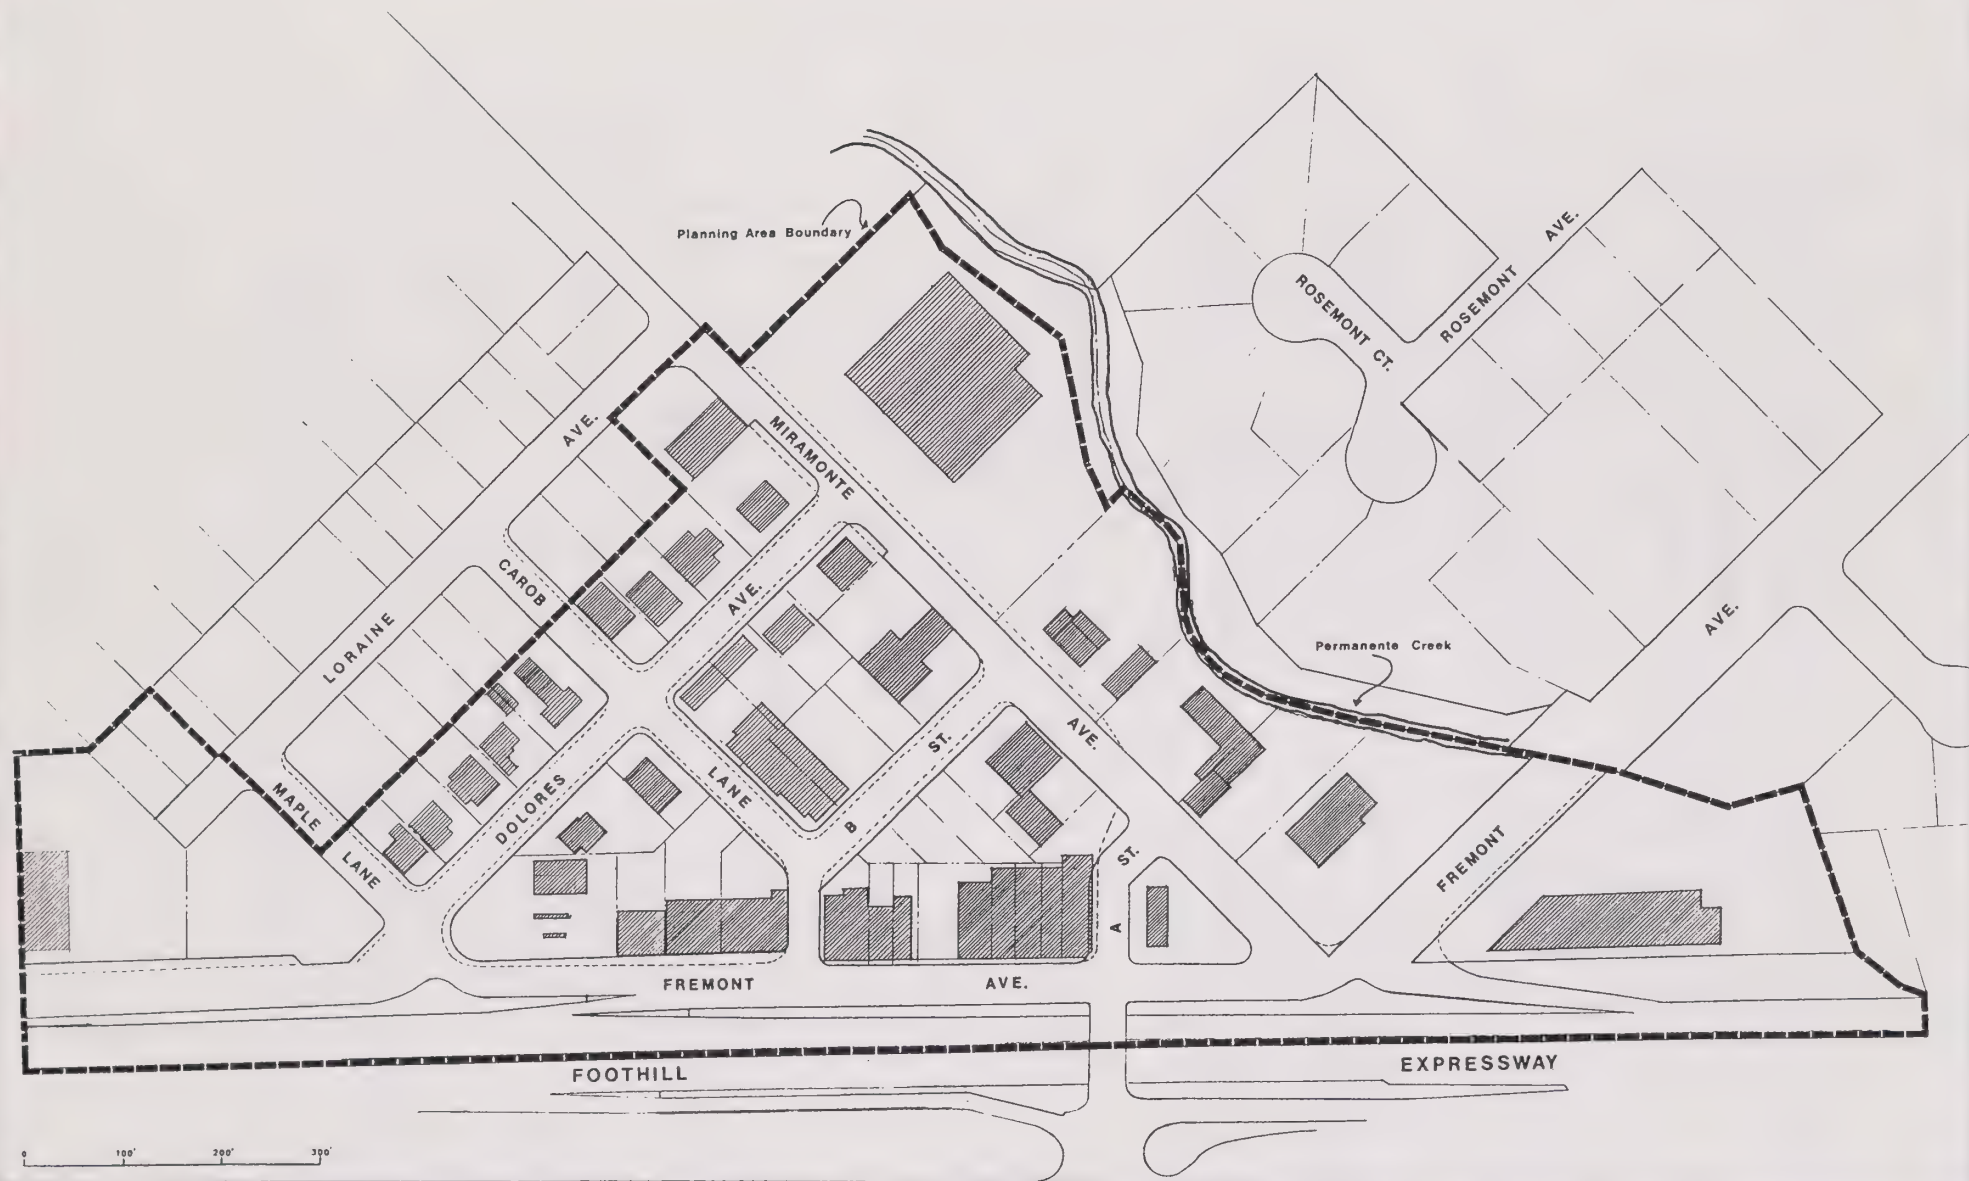 Planning Area Boundary
ROSEMONT AVE.
ROSEMONT CT.
MIRAMONTE AVE.
LORAINE AVE.
CAROB LANE
DOLORES AVE.
MAPLE LANE
B ST.
A ST.
Permanente Creek
FREMONT AVE.
FREMONT AVE.
FOOTHILL EXPRESSWAY
0 100' 200' 300'